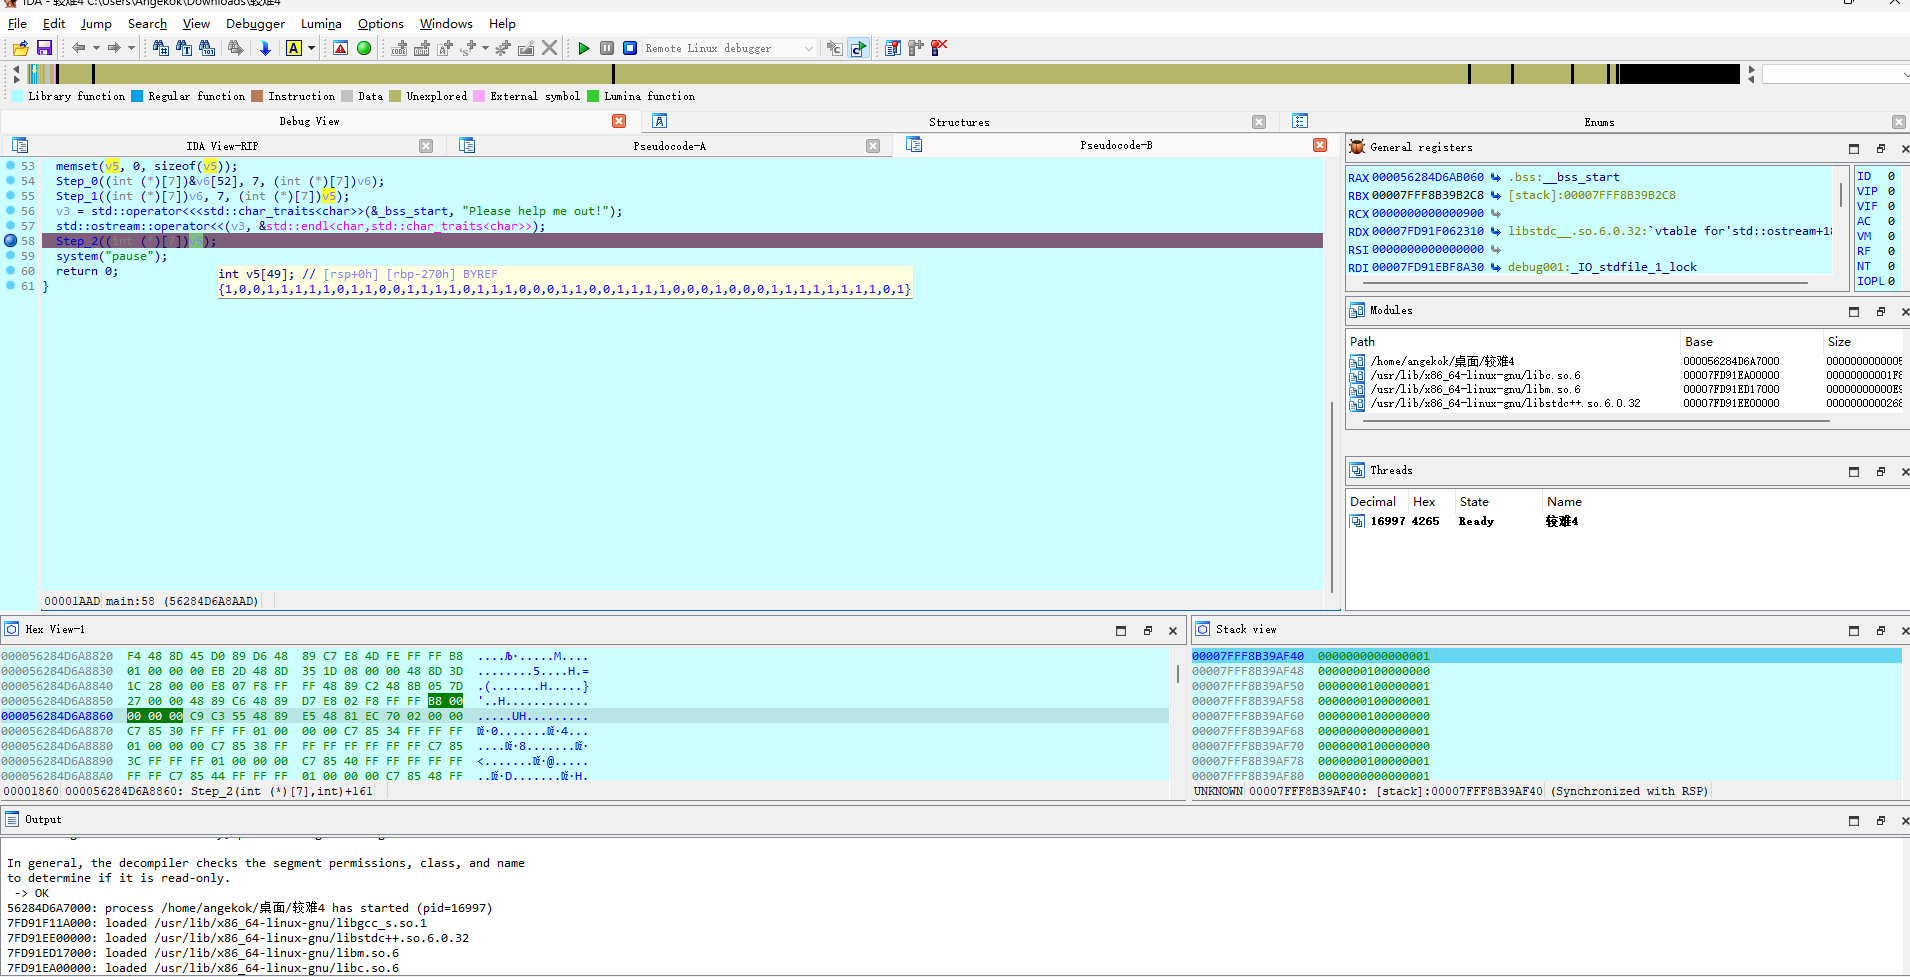 IDA - 较难4 C:\Users\Angekok\Downloads\较难4
File Edit Jump Search View Debugger Lumina Options Windows Help
Remote Linux debugger
Library function Regular function Instruction Data Unexplored External symbol Lumina function
Debug View Structures Enums
IDA View-RIP Pseudocode-A Pseudocode-B
53 memset(v5, 0, sizeof(v5));
54 Step_0((int (*)[7])&v6[52], 7, (int (*)[7])v6);
55 Step_1((int (*)[7])v6, 7, (int (*)[7])v5);
56 v3 = std::operator<<<std::char_traits<char>>(&_bss_start, "Please help me out!");
57 std::ostream::operator<<(v3, &std::endl<char,std::char_traits<char>>);
58 Step_2((int (*)[7])v5);
59 system("pause");
60 return 0;
61 }
int v5[49]; // [rsp+0h] [rbp-270h] BYREF
{1,0,0,1,1,1,1,1,0,1,1,0,0,1,1,1,1,0,1,1,1,0,0,0,1,1,0,0,1,1,1,1,0,0,0,1,0,0,0,1,1,1,1,1,1,1,1,0,1}
00001AAD main:58 (56284D6A8AAD)
General registers
RAX 000056284D6AB060 .bss:__bss_start
RBX 00007FFF8B39B2C8 [stack]:00007FFF8B39B2C8
RCX 0000000000000900
RDX 00007FD91F062310 libstdc__.so.6.0.32:`vtable for'std::ostream+18
RSI 0000000000000000
RDI 00007FD91EBF8A30 debug001:_IO_stdfile_1_lock
ID 0
VIP 0
VIF 0
AC 0
VM 0
RF 0
NT 0
IOPL 0
Modules
Path Base Size
/home/angekok/桌面/较难4 000056284D6A7000 0000000000005
/usr/lib/x86_64-linux-gnu/libc.so.6 00007FD91EA00000 00000000001F8
/usr/lib/x86_64-linux-gnu/libm.so.6 00007FD91ED17000 00000000000E9
/usr/lib/x86_64-linux-gnu/libstdc++.so.6.0.32 00007FD91EE00000 0000000000268
Threads
Decimal Hex State Name
16997 4265 Ready 较难4
Hex View-1
000056284D6A8820 F4 48 8D 45 D0 89 D6 48 89 C7 E8 4D FE FF FF B8
000056284D6A8830 01 00 00 00 EB 2D 48 8D 35 1D 08 00 00 48 8D 3D ........5....H.=
000056284D6A8840 1C 28 00 00 E8 07 F8 FF FF 48 89 C2 48 8B 05 7D .(.......H.....}
000056284D6A8850 27 00 00 48 89 C6 48 89 D7 E8 02 F8 FF FF B8 00 '..H............
000056284D6A8860 00 00 00 C9 C3 55 48 89 E5 48 81 EC 70 02 00 00 .....UH.........
000056284D6A8870 C7 85 30 FF FF FF 01 00 00 00 C7 85 34 FF FF FF
000056284D6A8880 01 00 00 00 C7 85 38 FF FF FF FF FF FF FF C7 85
000056284D6A8890 3C FF FF FF 01 00 00 00 C7 85 40 FF FF FF FF FF
000056284D6A88A0 FF FF C7 85 44 FF FF FF 01 00 00 00 C7 85 48 FF
00001860 000056284D6A8860: Step_2(int (*)[7],int)+161
Stack view
00007FFF8B39AF40 0000000000000001
00007FFF8B39AF48 0000000100000000
00007FFF8B39AF50 0000000100000001
00007FFF8B39AF58 0000000100000001
00007FFF8B39AF60 0000000100000000
00007FFF8B39AF68 0000000000000001
00007FFF8B39AF70 0000000100000000
00007FFF8B39AF78 0000000100000001
00007FFF8B39AF80 0000000000000001
UNKNOWN 00007FFF8B39AF40: [stack]:00007FFF8B39AF40 (Synchronized with RSP)
Output
In general, the decompiler checks the segment permissions, class, and name
to determine if it is read-only.
-> OK
56284D6A7000: process /home/angekok/桌面/较难4 has started (pid=16997)
7FD91F11A000: loaded /usr/lib/x86_64-linux-gnu/libgcc_s.so.1
7FD91EE00000: loaded /usr/lib/x86_64-linux-gnu/libstdc++.so.6.0.32
7FD91ED17000: loaded /usr/lib/x86_64-linux-gnu/libm.so.6
7FD91EA00000: loaded /usr/lib/x86_64-linux-gnu/libc.so.6